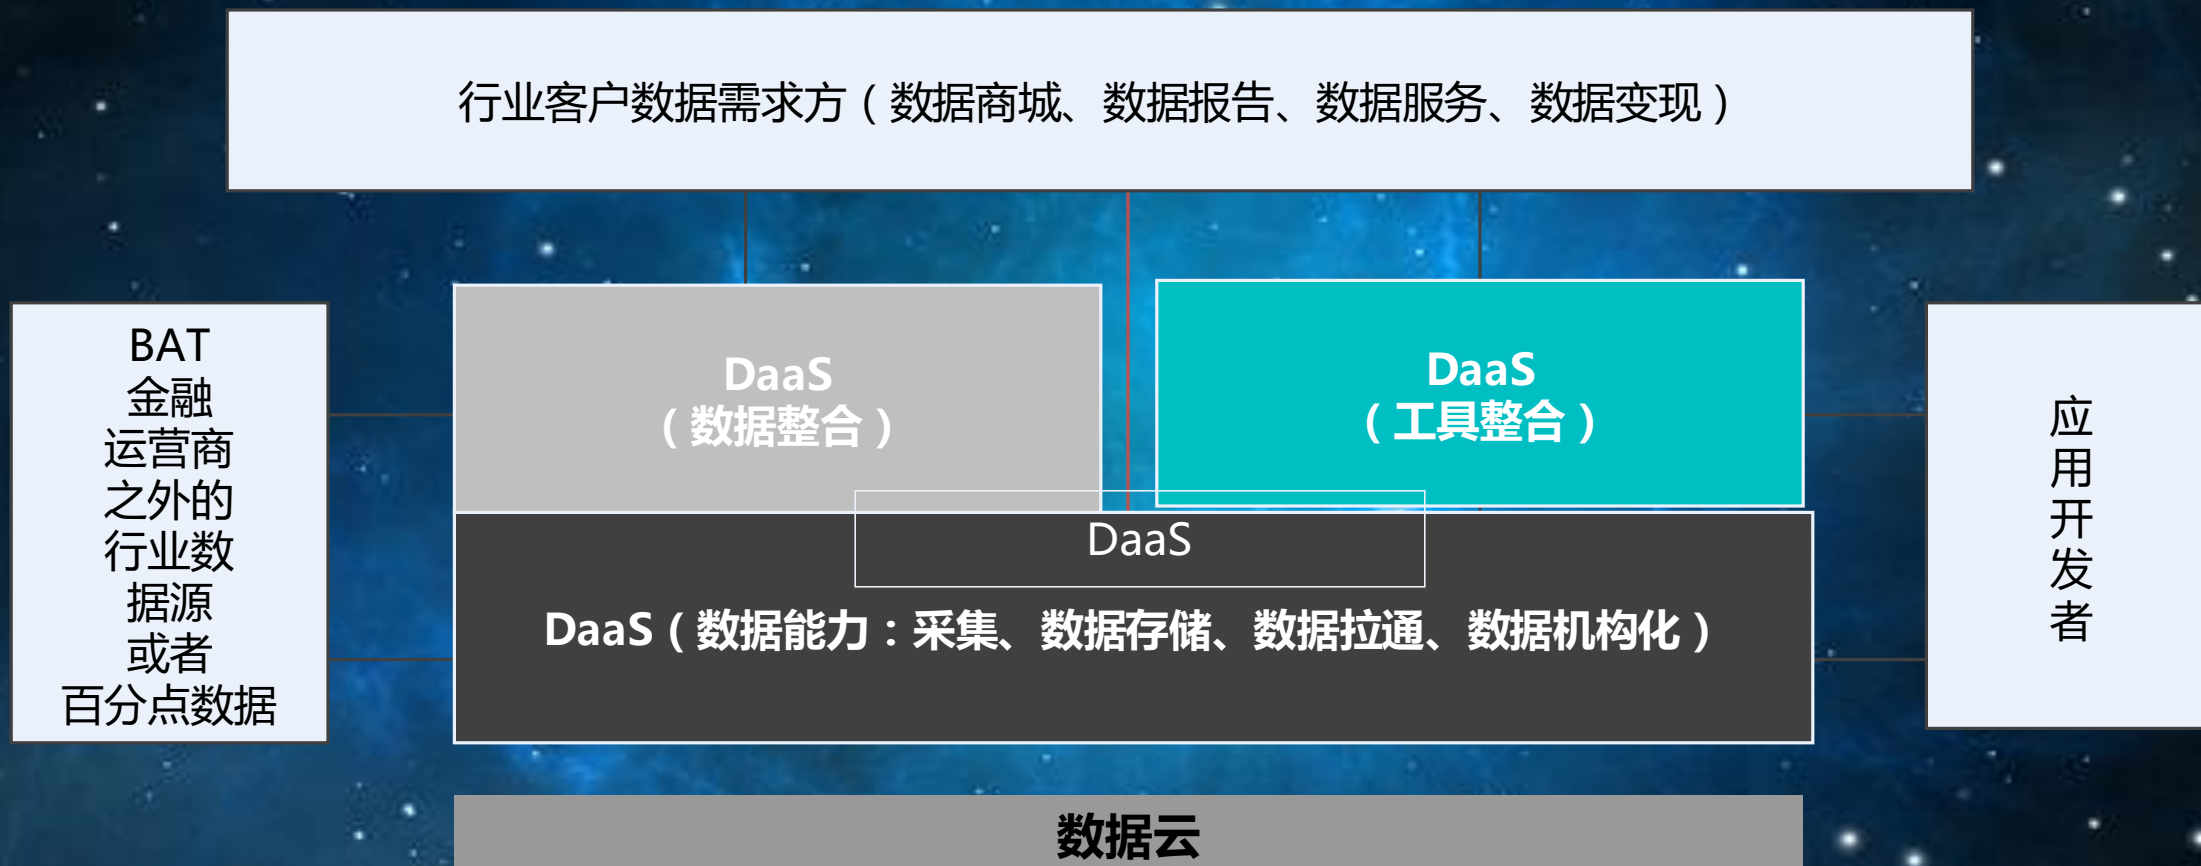 行业客户数据需求方（数据商城、数据报告、数据服务、数据变现）
BAT
金融
运营商
之外的
行业数
据源
或者
百分点数据
DaaS
（数据整合）
DaaS
（工具整合）
DaaS
DaaS（数据能力：采集、数据存储、数据拉通、数据机构化）
应
用
开
发
者
数据云